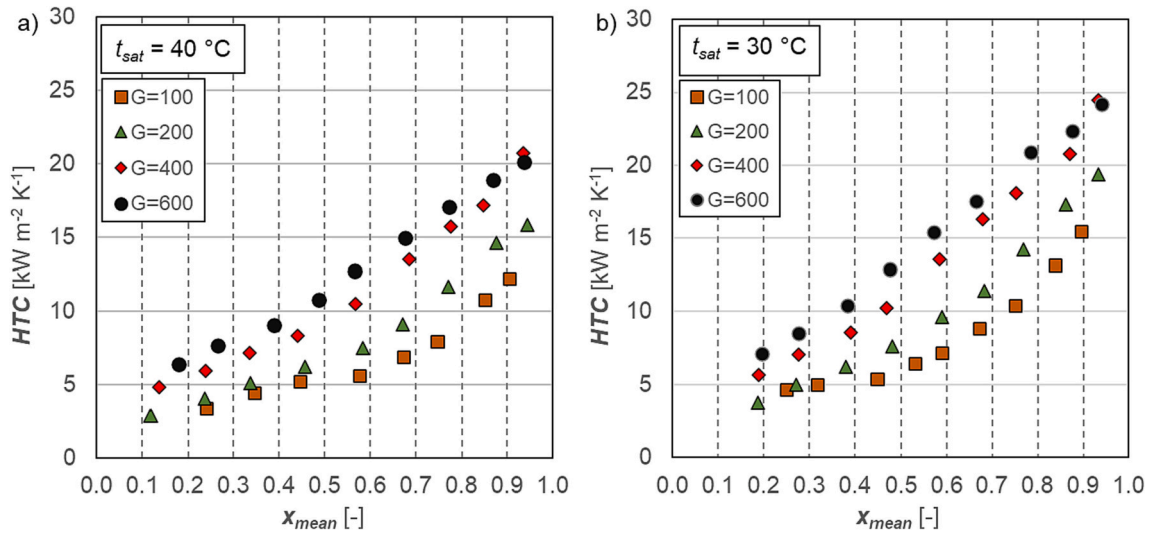 a)
t_sat = 40 °C
G=100
G=200
G=400
G=600
HTC [kW m⁻² K⁻¹]
30
25
20
15
10
5
0
0.0 0.1 0.2 0.3 0.4 0.5 0.6 0.7 0.8 0.9 1.0
x_mean [-]
b)
t_sat = 30 °C
G=100
G=200
G=400
G=600
HTC [kW m⁻² K⁻¹]
30
25
20
15
10
5
0
0.0 0.1 0.2 0.3 0.4 0.5 0.6 0.7 0.8 0.9 1.0
x_mean [-]